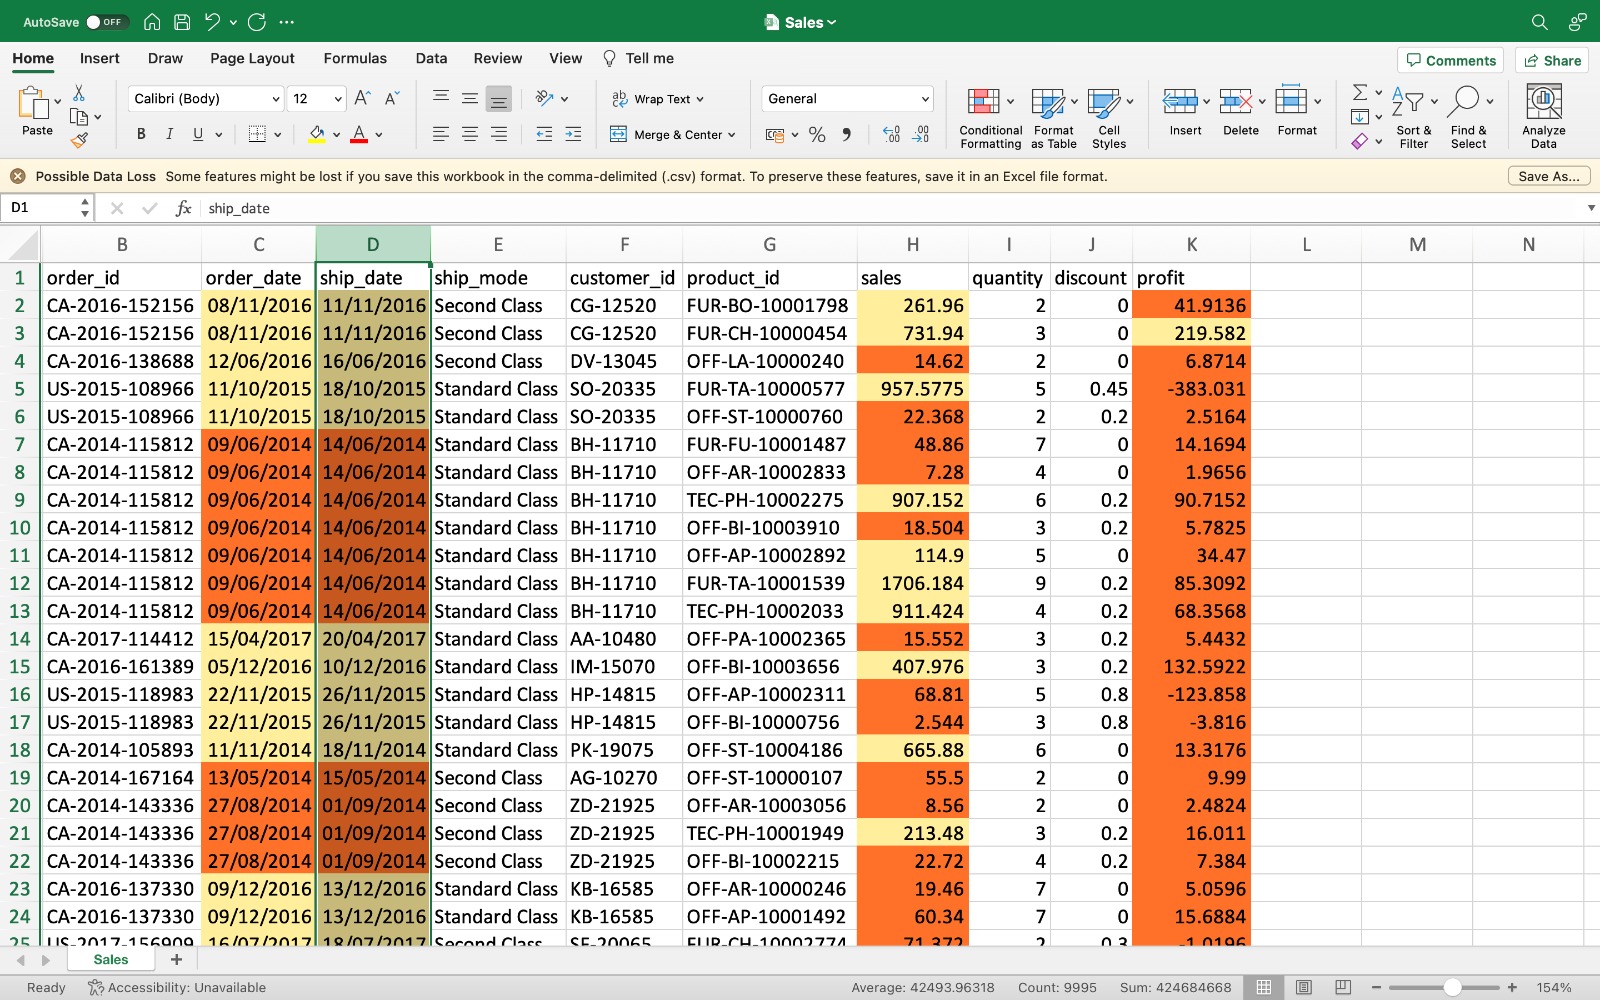 AutoSave OFF Sales
Home Insert Draw Page Layout Formulas Data Review View Tell me Comments Share
Paste Calibri (Body) 12 Wrap Text Merge & Center General Conditional Formatting Format as Table Cell Styles Insert Delete Format Sort & Filter Find & Select Analyze Data
Possible Data Loss Some features might be lost if you save this workbook in the comma-delimited (.csv) format. To preserve these features, save it in an Excel file format. Save As...
D1 fx ship_date
B C D E F G H I J K L M N
1 order_id order_date ship_date ship_mode customer_id product_id sales quantity discount profit
2 CA-2016-152156 08/11/2016 11/11/2016 Second Class CG-12520 FUR-BO-10001798 261.96 2 0 41.9136
3 CA-2016-152156 08/11/2016 11/11/2016 Second Class CG-12520 FUR-CH-10000454 731.94 3 0 219.582
4 CA-2016-138688 12/06/2016 16/06/2016 Second Class DV-13045 OFF-LA-10000240 14.62 2 0 6.8714
5 US-2015-108966 11/10/2015 18/10/2015 Standard Class SO-20335 FUR-TA-10000577 957.5775 5 0.45 -383.031
6 US-2015-108966 11/10/2015 18/10/2015 Standard Class SO-20335 OFF-ST-10000760 22.368 2 0.2 2.5164
7 CA-2014-115812 09/06/2014 14/06/2014 Standard Class BH-11710 FUR-FU-10001487 48.86 7 0 14.1694
8 CA-2014-115812 09/06/2014 14/06/2014 Standard Class BH-11710 OFF-AR-10002833 7.28 4 0 1.9656
9 CA-2014-115812 09/06/2014 14/06/2014 Standard Class BH-11710 TEC-PH-10002275 907.152 6 0.2 90.7152
10 CA-2014-115812 09/06/2014 14/06/2014 Standard Class BH-11710 OFF-BI-10003910 18.504 3 0.2 5.7825
11 CA-2014-115812 09/06/2014 14/06/2014 Standard Class BH-11710 OFF-AP-10002892 114.9 5 0 34.47
12 CA-2014-115812 09/06/2014 14/06/2014 Standard Class BH-11710 FUR-TA-10001539 1706.184 9 0.2 85.3092
13 CA-2014-115812 09/06/2014 14/06/2014 Standard Class BH-11710 TEC-PH-10002033 911.424 4 0.2 68.3568
14 CA-2017-114412 15/04/2017 20/04/2017 Standard Class AA-10480 OFF-PA-10002365 15.552 3 0.2 5.4432
15 CA-2016-161389 05/12/2016 10/12/2016 Standard Class IM-15070 OFF-BI-10003656 407.976 3 0.2 132.5922
16 US-2015-118983 22/11/2015 26/11/2015 Standard Class HP-14815 OFF-AP-10002311 68.81 5 0.8 -123.858
17 US-2015-118983 22/11/2015 26/11/2015 Standard Class HP-14815 OFF-BI-10000756 2.544 3 0.8 -3.816
18 CA-2014-105893 11/11/2014 18/11/2014 Standard Class PK-19075 OFF-ST-10004186 665.88 6 0 13.3176
19 CA-2014-167164 13/05/2014 15/05/2014 Second Class AG-10270 OFF-ST-10000107 55.5 2 0 9.99
20 CA-2014-143336 27/08/2014 01/09/2014 Second Class ZD-21925 OFF-AR-10003056 8.56 2 0 2.4824
21 CA-2014-143336 27/08/2014 01/09/2014 Second Class ZD-21925 TEC-PH-10001949 213.48 3 0.2 16.011
22 CA-2014-143336 27/08/2014 01/09/2014 Second Class ZD-21925 OFF-BI-10002215 22.72 4 0.2 7.384
23 CA-2016-137330 09/12/2016 13/12/2016 Standard Class KB-16585 OFF-AR-10000246 19.46 7 0 5.0596
24 CA-2016-137330 09/12/2016 13/12/2016 Standard Class KB-16585 OFF-AP-10001492 60.34 7 0 15.6884
25 US-2017-156909 16/07/2017 18/07/2017 Second Class SF-20065 FUR-CH-10002774 71.372 2 0.3 -1.0196
Sales
Ready Accessibility: Unavailable Average: 42493.96318 Count: 9995 Sum: 424684668 154%